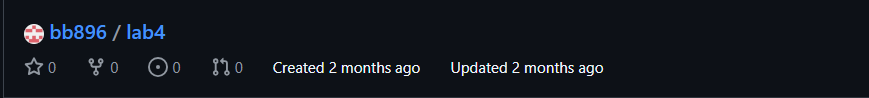 bb896 / lab4
0 0 0 0 Created 2 months ago Updated 2 months ago